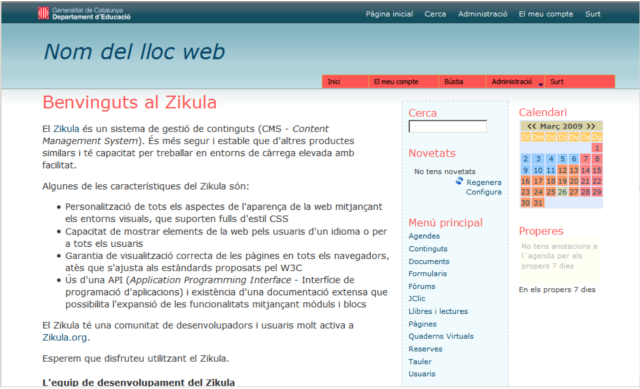 Generalitat de Catalunya
Departament d'Educació
Pàgina inicial Cerca Administració El meu compte Surt
Nom del lloc web
Inici El meu compte Bústia Administració Surt
Benvinguts al Zikula
El Zikula és un sistema de gestió de continguts (CMS - Content
Management System). És més segur i estable que d'altres productes
similars i té capacitat per treballar en entorns de càrrega elevada amb
facilitat.
Algunes de les característiques del Zikula són:
• Personalització de tots els aspectes de l'aparença de la web mitjançant
els entorns visuals, que suporten fulls d'estil CSS
• Capacitat de mostrar elements de la web pels usuaris d'un idioma o per
a tots els usuaris
• Garantia de visualització correcta de les pàgines en tots els navegadors,
atès que s'ajusta als estàndards proposats pel W3C
• Ús d'una API (Application Programming Interface - Interfície de
programació d'aplicacions) i existència d'una documentació extensa que
possibilita l'expansió de les funcionalitats mitjançant mòduls i blocs
El Zikula té una comunitat de desenvolupadors i usuaris molt activa a
Zikula.org.
Esperem que disfruteu utilitzant el Zikula.
L'equip de desenvolupament del Zikula
Cerca
Novetats
No tens novetats
Regenera
Configura
Menú principal
Agendes
Continguts
Documents
Formularis
Fòrums
JClic
Llibres i lectures
Pàgines
Quaderns Virtuals
Reserves
Tauler
Usuaris
Calendari
<< Març 2009 >>
1
2 3 4 5 6 7 8
9 10 11 12 13 14 15
16 17 18 19 20 21 22
23 24 25 26 27 28 29
30 31
Properes
No tens anotacions a
l´agenda per als
propers 7 dies
En els propers 7 dies